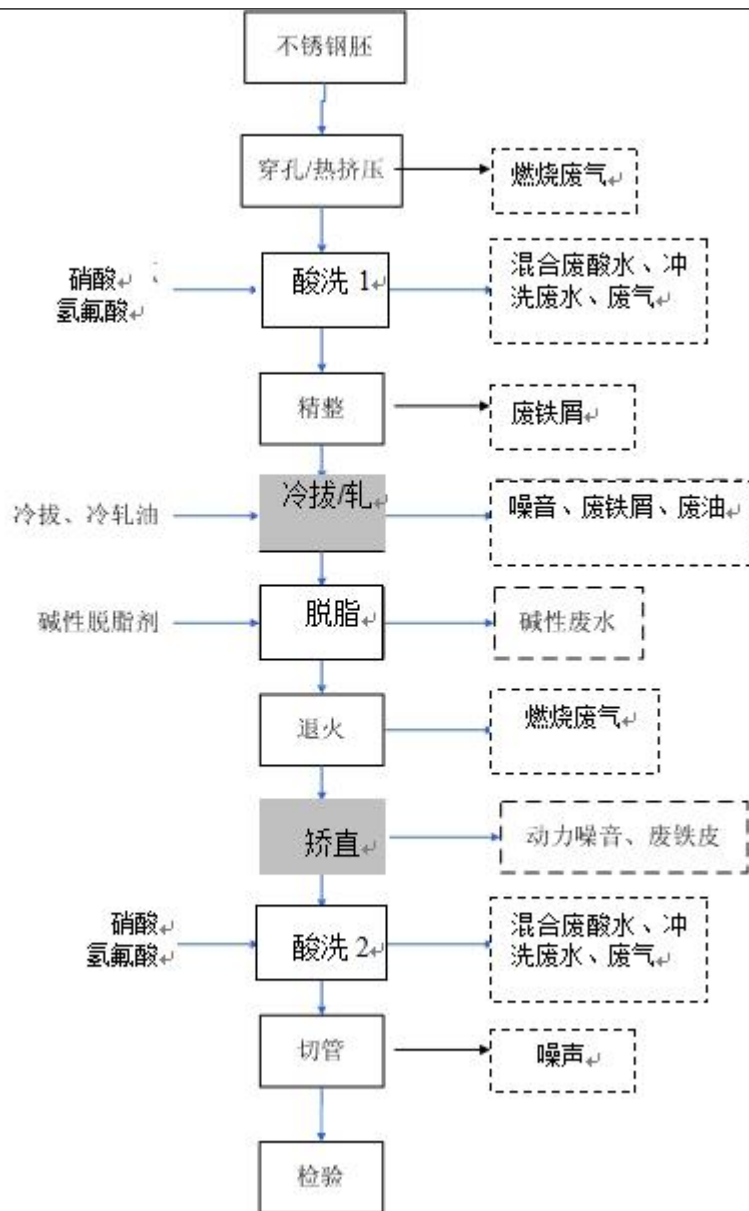 不锈钢胚
穿孔/热挤压
燃烧废气
硝酸
氢氟酸
酸洗 1
混合废酸水、冲
洗废水、废气
精整
废铁屑
冷拔、冷轧油
冷拔/轧
噪音、废铁屑、废油
碱性脱脂剂
脱脂
碱性废水
退火
燃烧废气
矫直
动力噪音、废铁皮
硝酸
氢氟酸
酸洗 2
混合废酸水、冲
洗废水、废气
切管
噪声
检验